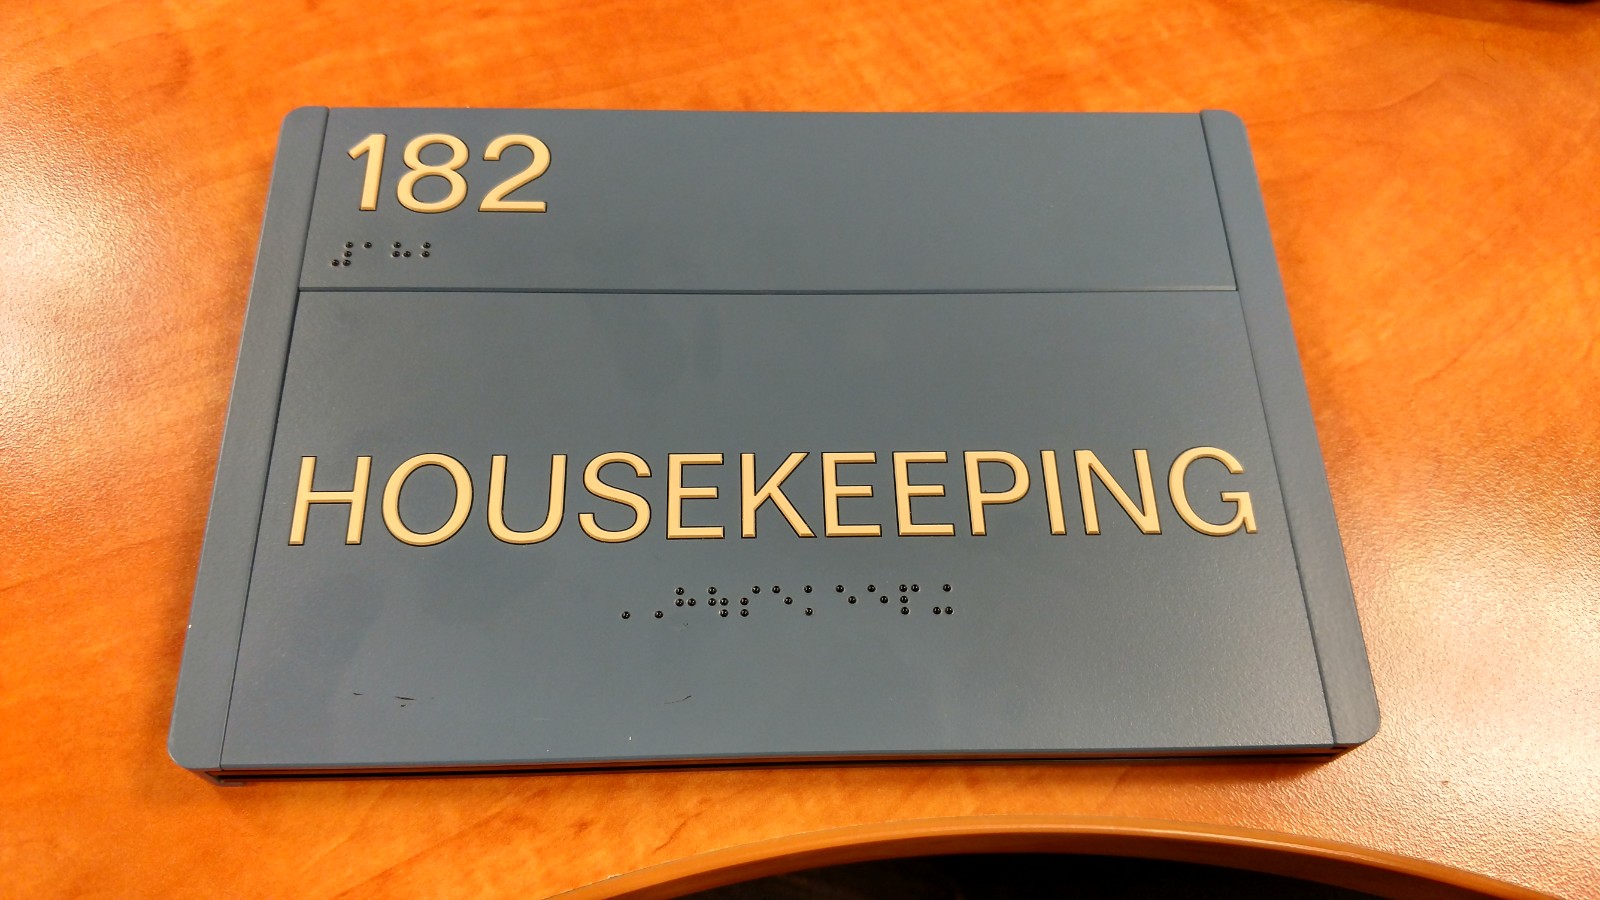 182
⠼⠁⠓⠃
HOUSEKEEPING
⠠⠠⠓⠳⠎⠑⠅⠑⠑⠏⠬